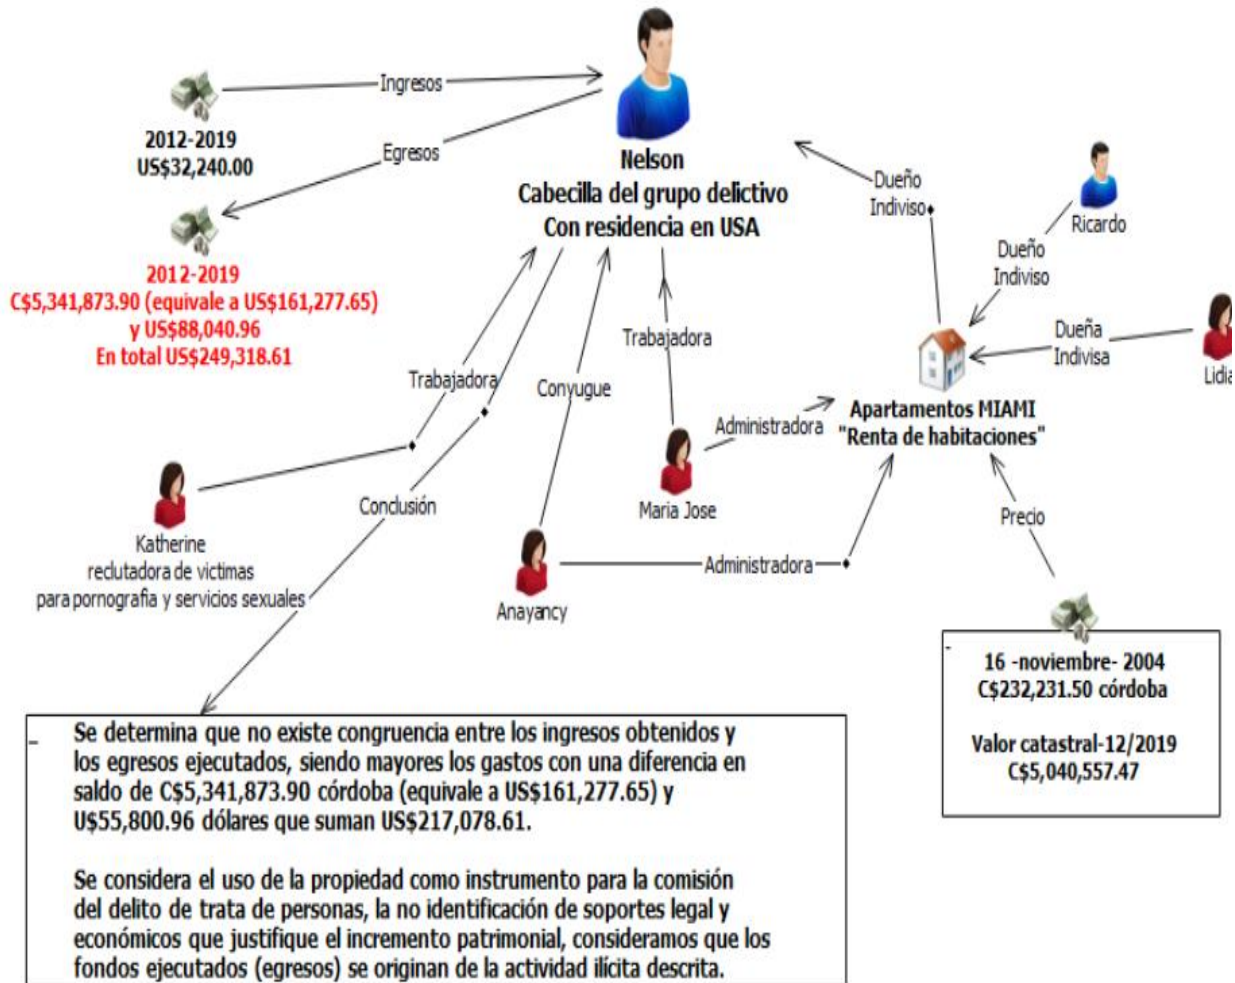 Ingresos
2012-2019
US$32,240.00
Egresos
2012-2019
C$5,341,873.90 (equivale a US$161,277.65)
y US$88,040.96
En total US$249,318.61
Nelson
Cabecilla del grupo delictivo
Con residencia en USA
Dueño
Indiviso
Ricardo
Dueño
Indiviso
Dueña
Indivisa
Lidia
Trabajadora
Conyugue
Trabajadora
Apartamentos MIAMI
"Renta de habitaciones"
Administradora
Maria Jose
Conclusión
Precio
Katherine
reclutadora de victimas
para pornografia y servicios sexuales
Administradora
Anayancy
16 -noviembre- 2004
C$232,231.50 córdoba
Valor catastral-12/2019
C$5,040,557.47
Se determina que no existe congruencia entre los ingresos obtenidos y
los egresos ejecutados, siendo mayores los gastos con una diferencia en
saldo de C$5,341,873.90 córdoba (equivale a US$161,277.65) y
U$55,800.96 dólares que suman US$217,078.61.
Se considera el uso de la propiedad como instrumento para la comisión
del delito de trata de personas, la no identificación de soportes legal y
económicos que justifique el incremento patrimonial, consideramos que los
fondos ejecutados (egresos) se originan de la actividad ilícita descrita.